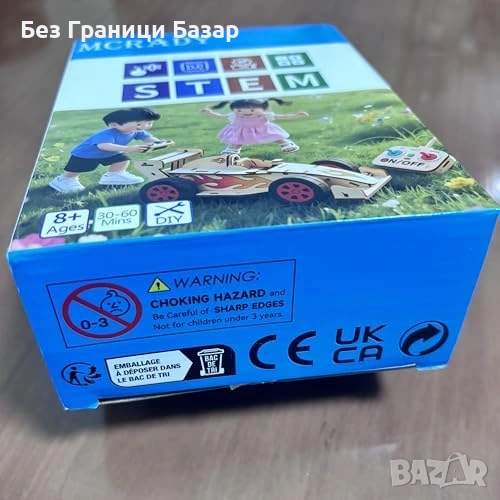 Без Граници Базар
MCRADY
STEM
ON/OFF
8+
Ages
30-60
Mins
DIY
WARNING:
CHOKING HAZARD and
Be Careful of SHARP EDGES
Not for children under 3 years.
0-3
EMBALLAGE
À DÉPOSER DANS
LE BAC DE TRI
BAC
DE
TRI
CE
UK
CA
BAZAR